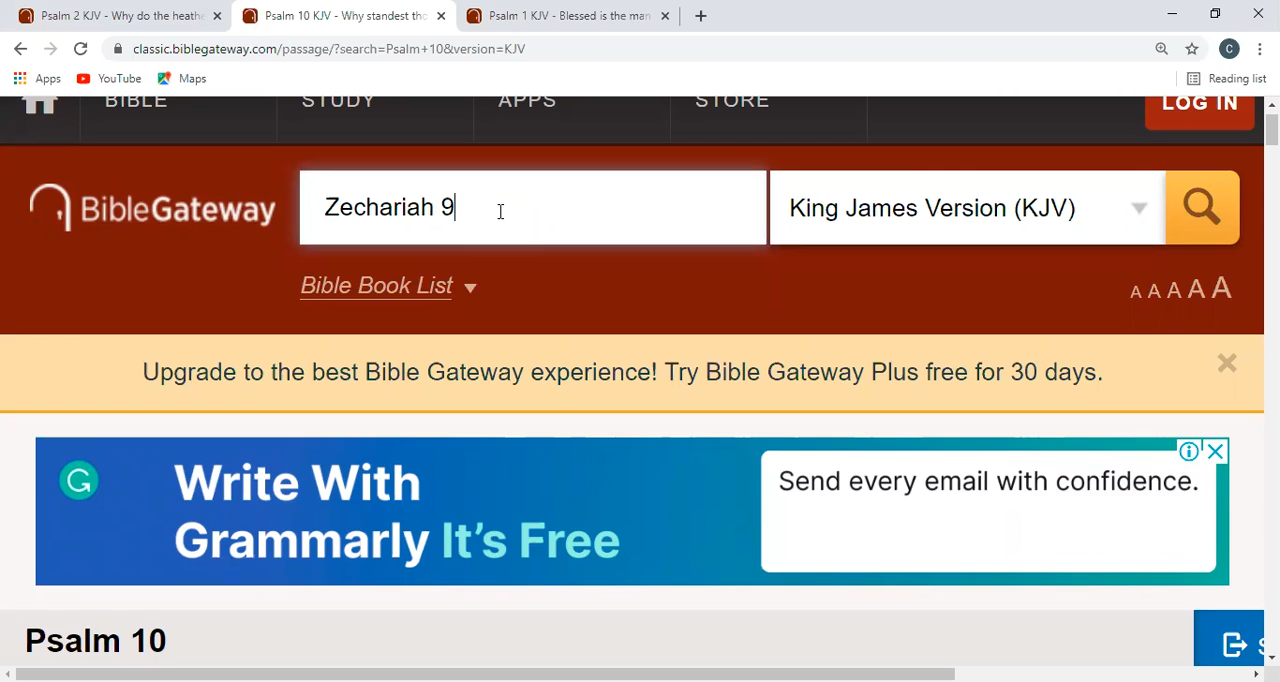 Psalm 2 KJV - Why do the heathe
Psalm 10 KJV - Why standest tho
Psalm 1 KJV - Blessed is the man
classic.biblegateway.com/passage/?search=Psalm+10&version=KJV
C
Apps
YouTube
Maps
Reading list
BIBLE
STUDY
APPS
STORE
LOG IN
BibleGateway
Zechariah 9
King James Version (KJV)
Bible Book List
A A A A A
Upgrade to the best Bible Gateway experience! Try Bible Gateway Plus free for 30 days.
Write With
Grammarly It's Free
Send every email with confidence.
Psalm 10